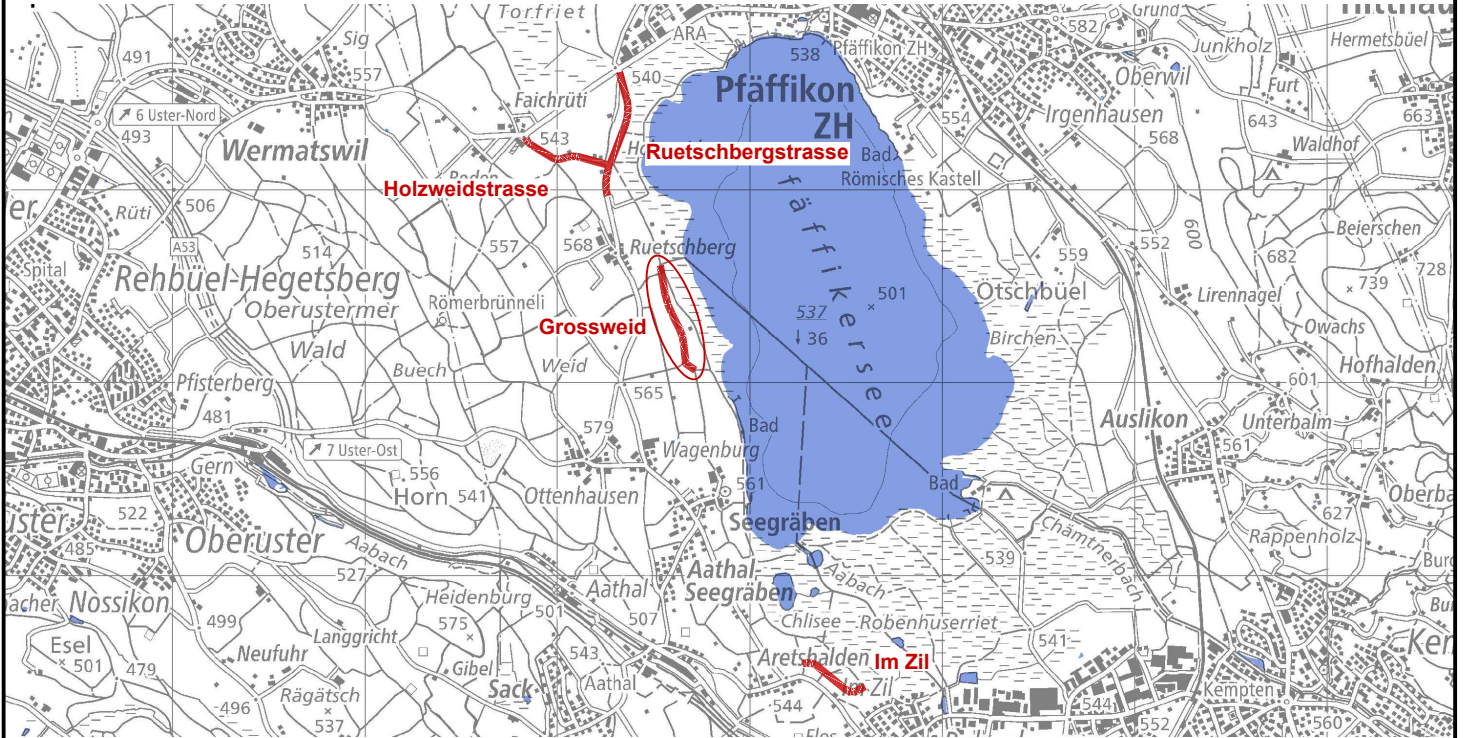 Torfriet
ARA
Grund
582
Sig
491
557
538
Pfäffikon ZH
Junkholz
Hermetsbüel
540
Oberwil
Furt
Faichrüti
Pfäffikon
ZH
6 Uster-Nord
493
543
554
Irgenhausen
643
663
Wermatswil
568
Waldhof
Ruetschbergstrasse
Bad
Römisches Kastell
Holzweidstrasse
Rüti
506
Beierschen
A53
514
557
568
Ruetschberg
600
552
559
682
728
Spital
Rehbüel-Hegetsberg
Oberustermer
Römerbrünneli
Pfäffikersee
501
Ötschbüel
Lirennagel
739
537
36
Grossweid
Birchen
Owachs
Wald
Buech
Weid
Hofhalden
Pfisterberg
565
601
481
579
Bad
Auslikon
Unterbalm
561
7 Uster-Ost
Wagenburg
Gern
556
Horn
541
Ottenhausen
561
Bad
522
Seegräben
627
Rappenholz
Oberuster
Chämtnerbach
485
Aabach
539
527
Aathal
Aathal-
Seegräben
Aabach
Nossikon
Heidenburg
501
499
575
507
Chlisee
Robenhuserriet
541
Esel
501
479
Langgricht
Neufuhr
Gibel
543
Aretshalden
Im Zil
Im Zil
Rägätsch
Sack
Aathal
Kempten
496
537
544
544
552
560